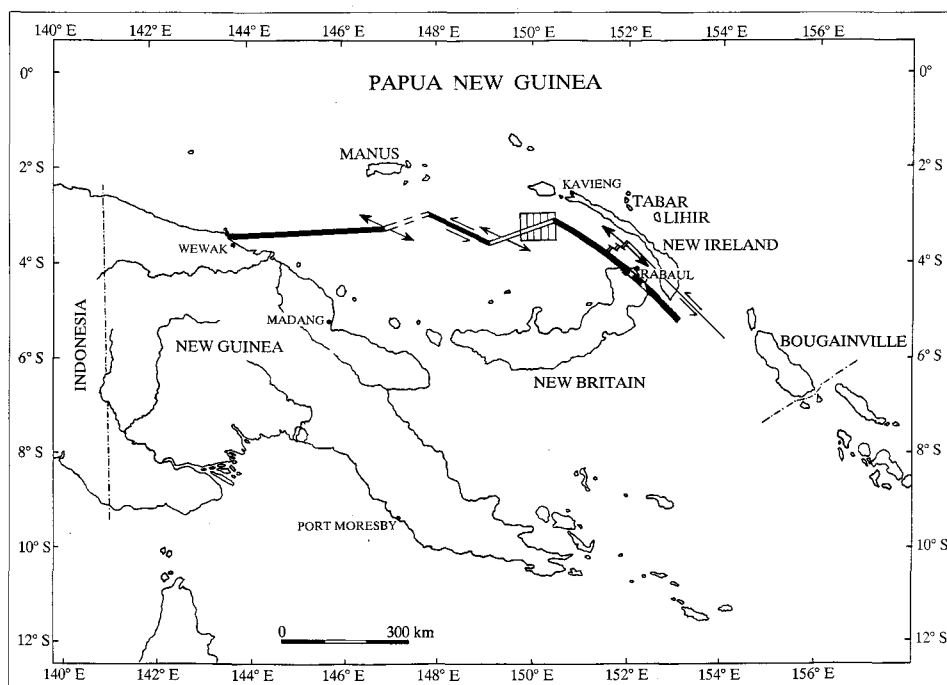 140° E 142° E 144° E 146° E 148° E 150° E 152° E 154° E 156° E
0° 0°
PAPUA NEW GUINEA
2° S 2° S
MANUS
KAVIENG
TABAR
LIHIR
NEW IRELAND
WEWAK
4° S 4° S
RABAUL
MADANG
INDONESIA
NEW GUINEA
BOUGAINVILLE
6° S 6° S
NEW BRITAIN
8° S 8° S
PORT MORESBY
10° S 10° S
0 300 km
12° S 12° S
140° E 142° E 144° E 146° E 148° E 150° E 152° E 154° E 156° E